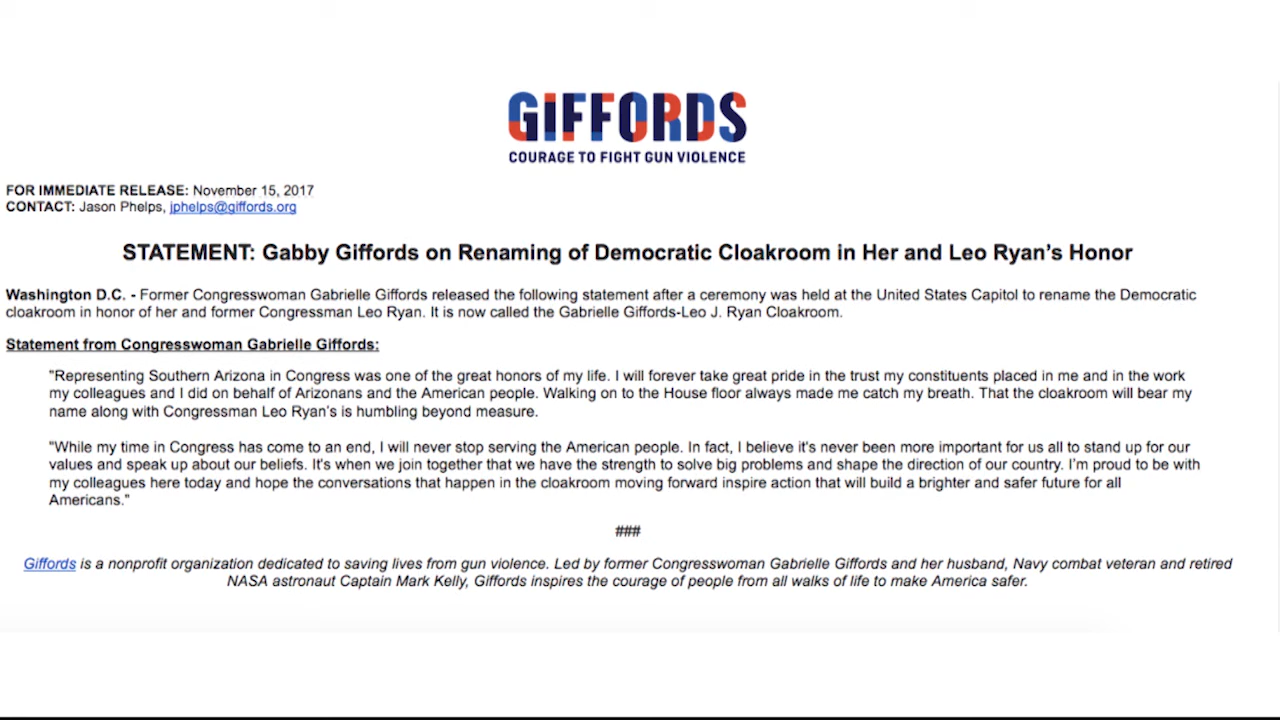 GIFFORDS
COURAGE TO FIGHT GUN VIOLENCE
FOR IMMEDIATE RELEASE: November 15, 2017
CONTACT: Jason Phelps, jphelps@giffords.org
STATEMENT: Gabby Giffords on Renaming of Democratic Cloakroom in Her and Leo Ryan's Honor
Washington D.C. - Former Congresswoman Gabrielle Giffords released the following statement after a ceremony was held at the United States Capitol to rename the Democratic
cloakroom in honor of her and former Congressman Leo Ryan. It is now called the Gabrielle Giffords-Leo J. Ryan Cloakroom.
Statement from Congresswoman Gabrielle Giffords:
"Representing Southern Arizona in Congress was one of the great honors of my life. I will forever take great pride in the trust my constituents placed in me and in the work
my colleagues and I did on behalf of Arizonans and the American people. Walking on to the House floor always made me catch my breath. That the cloakroom will bear my
name along with Congressman Leo Ryan's is humbling beyond measure.
"While my time in Congress has come to an end, I will never stop serving the American people. In fact, I believe it's never been more important for us all to stand up for our
values and speak up about our beliefs. It's when we join together that we have the strength to solve big problems and shape the direction of our country. I'm proud to be with
my colleagues here today and hope the conversations that happen in the cloakroom moving forward inspire action that will build a brighter and safer future for all
Americans."
###
Giffords is a nonprofit organization dedicated to saving lives from gun violence. Led by former Congresswoman Gabrielle Giffords and her husband, Navy combat veteran and retired
NASA astronaut Captain Mark Kelly, Giffords inspires the courage of people from all walks of life to make America safer.